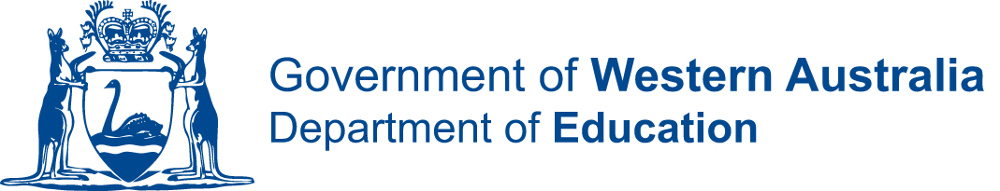 Government of Western Australia
Department of Education